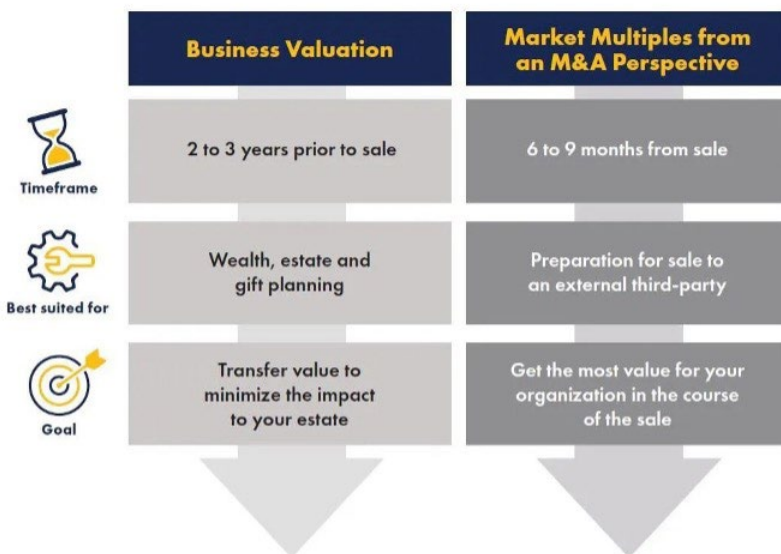 Business Valuation
Market Multiples from
an M&A Perspective
Timeframe
2 to 3 years prior to sale
6 to 9 months from sale
Best suited for
Wealth, estate and
gift planning
Preparation for sale to
an external third-party
Goal
Transfer value to
minimize the impact
to your estate
Get the most value for your
organization in the course
of the sale